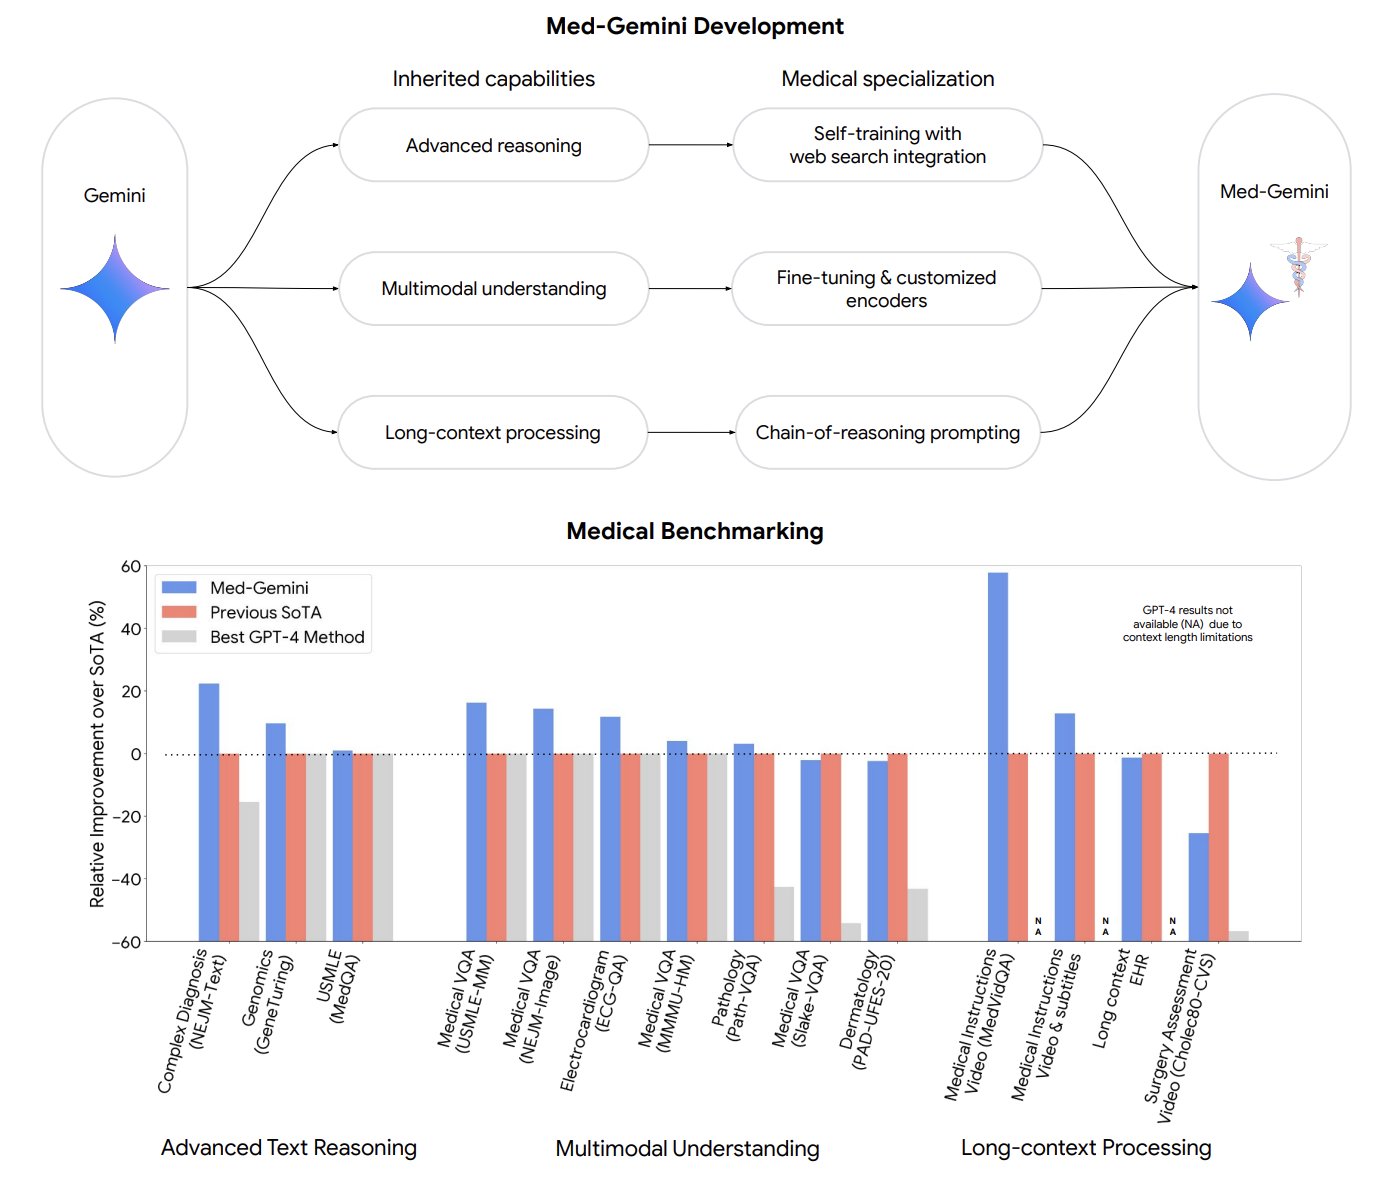 Med-Gemini Development
Inherited capabilities
Medical specialization
Gemini
Advanced reasoning
Self-training with
web search integration
Multimodal understanding
Fine-tuning & customized
encoders
Long-context processing
Chain-of-reasoning prompting
Med-Gemini
Medical Benchmarking
Relative Improvement over SoTA (%)
60
40
20
0
−20
−40
−60
Med-Gemini
Previous SoTA
Best GPT-4 Method
GPT-4 results not
available (NA) due to
context length limitations
N
A
N
A
N
A
Complex Diagnosis
(NEJM-Text)
Genomics
(GeneTuring)
USMLE
(MedQA)
Medical VQA
(USMLE-MM)
Medical VQA
(NEJM-Image)
Electrocardiogram
(ECG-QA)
Medical VQA
(MMMU-HM)
Pathology
(Path-VQA)
Medical VQA
(Slake-VQA)
Dermatology
(PAD-UFES-20)
Medical Instructions
Video (MedVidQA)
Medical Instructions
Video & subtitles
Long context
EHR
Surgery Assessment
Video (Cholec80-CVS)
Advanced Text Reasoning
Multimodal Understanding
Long-context Processing